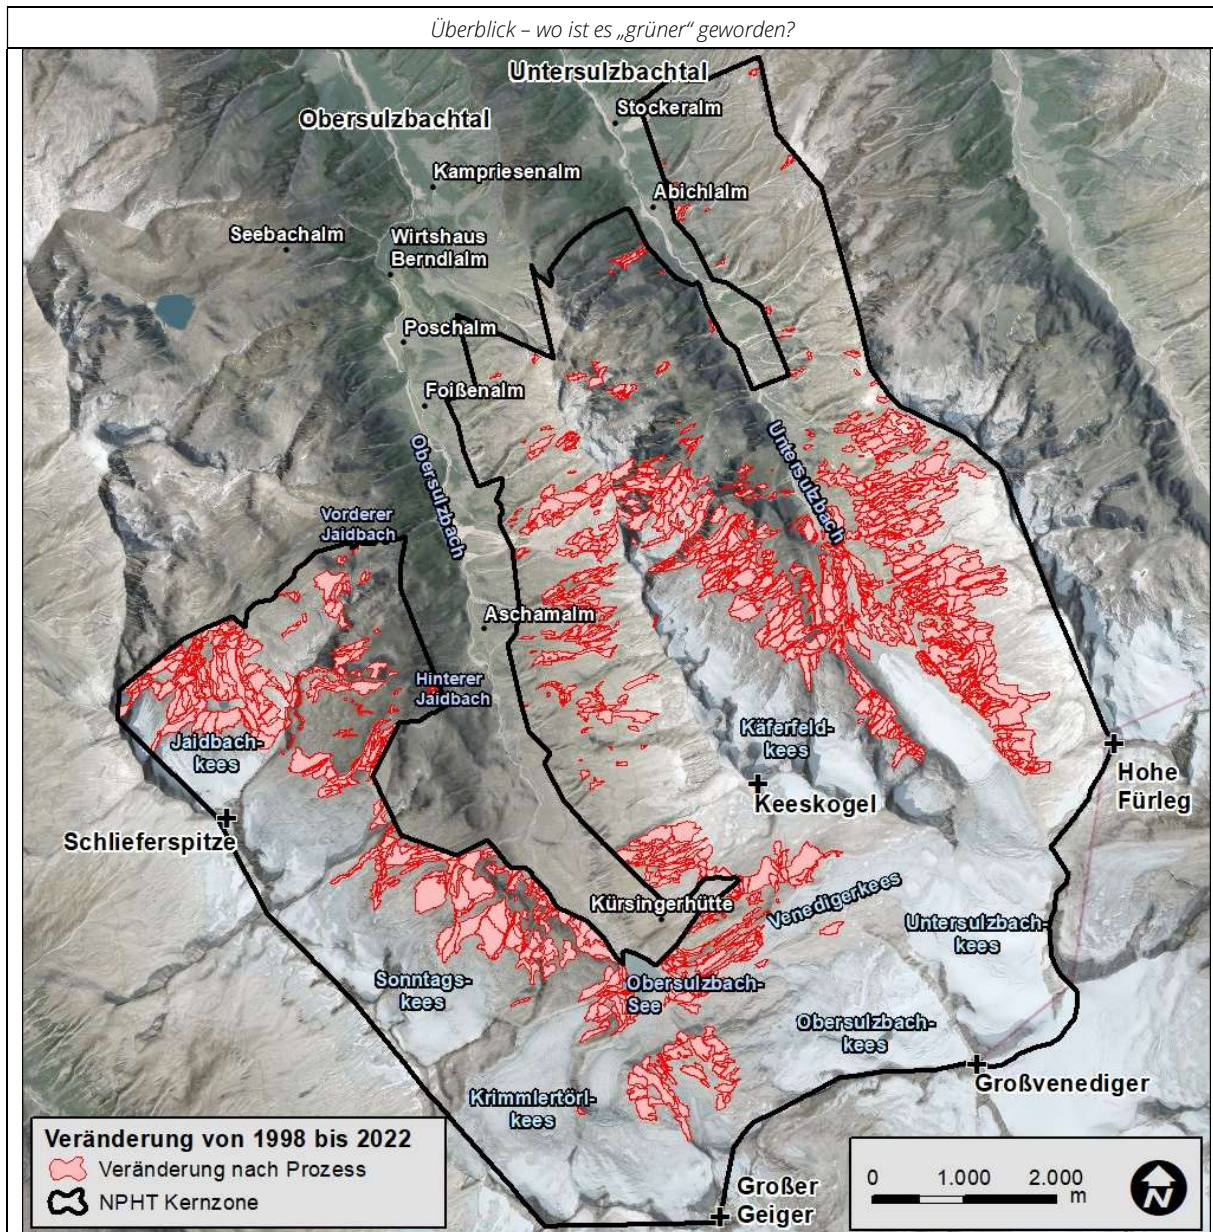 Überblick – wo ist es „grüner“ geworden?
Untersulzbachtal
Stockeralm
Obersulzbachtal
Kampriesenalm
Abichlalm
Seebachalm
Wirtshaus
Berndlalm
Poschalm
Foißenalm
Obersulzbach
Untersulzbach
Vorderer
Jaidbach
Aschamalm
Hinterer
Jaidbach
Jaidbach-
kees
Käferfeld-
kees
Hohe
Fürleg
Keeskogel
Schlieferspitze
Kürsingerhütte
Venedigerkees
Untersulzbach-
kees
Sonntags-
kees
Obersulzbach-
See
Obersulzbach-
kees
Großvenediger
Krimmlertörl-
kees
Großer
Geiger
Veränderung von 1998 bis 2022
Veränderung nach Prozess
NPHT Kernzone
0 1.000 2.000
m
N